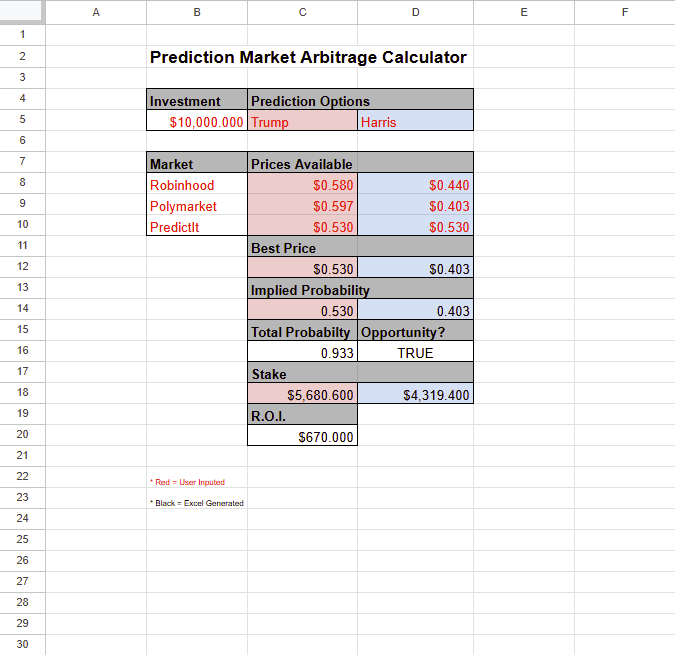 A B C D E F
1
2 Prediction Market Arbitrage Calculator
3
4 Investment Prediction Options
5 $10,000.000 Trump Harris
6
7 Market Prices Available
8 Robinhood $0.580 $0.440
9 Polymarket $0.597 $0.403
10 PredictIt $0.530 $0.530
11 Best Price
12 $0.530 $0.403
13 Implied Probability
14 0.530 0.403
15 Total Probabilty Opportunity?
16 0.933 TRUE
17 Stake
18 $5,680.600 $4,319.400
19 R.O.I.
20 $670.000
21
22 * Red = User Inputed
23 * Black = Excel Generated
24
25
26
27
28
29
30